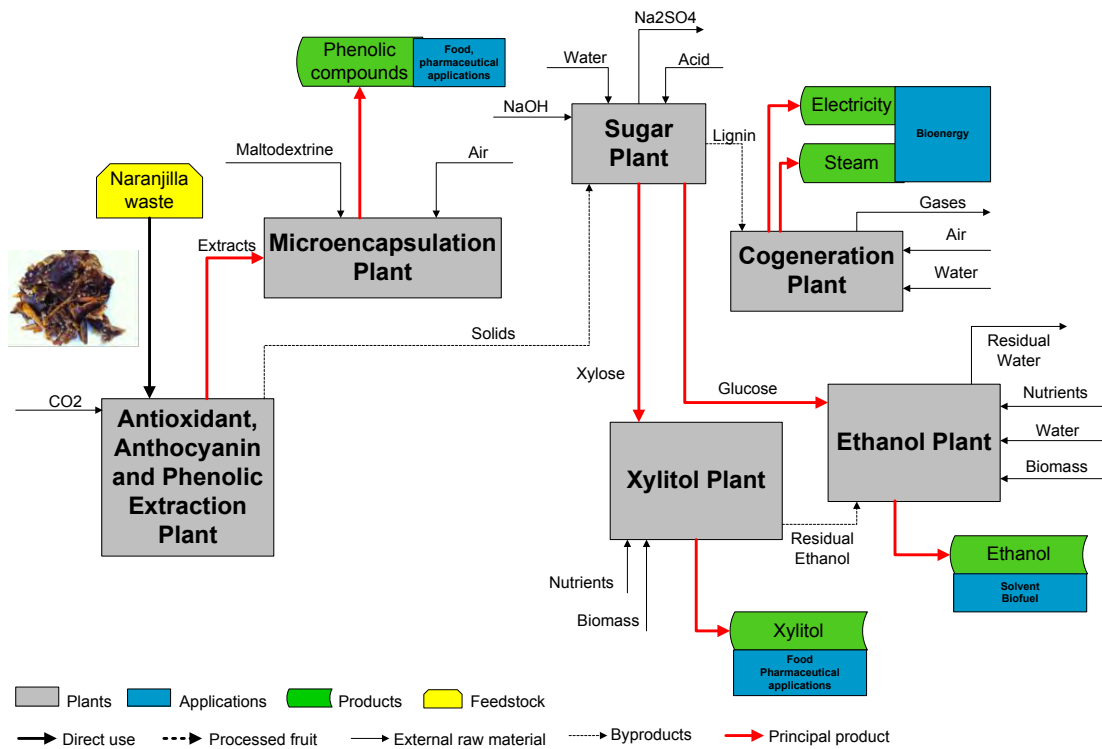 Na2SO4
Phenolic
compounds
Food,
pharmaceutical
applications
Water
Acid
NaOH
Sugar
Plant
Lignin
Electricity
Bioenergy
Steam
Maltodextrine
Air
Naranjilla
waste
Extracts
Microencapsulation
Plant
Gases
Cogeneration
Plant
Air
Water
Solids
Residual
Water
Xylose
Glucose
CO2
Antioxidant,
Anthocyanin
and Phenolic
Extraction
Plant
Xylitol Plant
Ethanol Plant
Nutrients
Water
Biomass
Residual
Ethanol
Nutrients
Biomass
Ethanol
Solvent
Biofuel
Xylitol
Food
Pharmaceutical
applications
Plants
Applications
Products
Feedstock
Direct use
Processed fruit
External raw material
Byproducts
Principal product